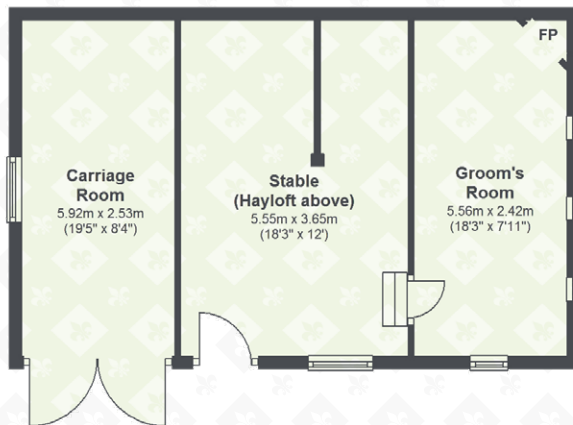 Carriage
Room
5.92m x 2.53m
(19'5" x 8'4")
Stable
(Hayloft above)
5.55m x 3.65m
(18'3" x 12')
FP
Groom's
Room
5.56m x 2.42m
(18'3" x 7'11")